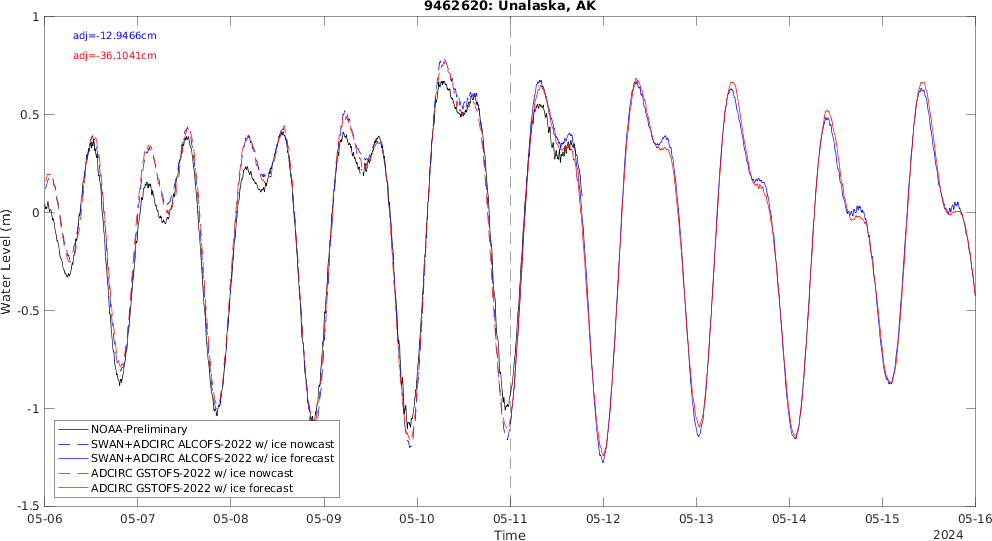 9462620: Unalaska, AK
adj=-12.9466cm
adj=-36.1041cm
Water Level (m)
1
0.5
0
-0.5
-1
-1.5
NOAA-Preliminary
SWAN+ADCIRC ALCOFS-2022 w/ ice nowcast
SWAN+ADCIRC ALCOFS-2022 w/ ice forecast
ADCIRC GSTOFS-2022 w/ ice nowcast
ADCIRC GSTOFS-2022 w/ ice forecast
05-06 05-07 05-08 05-09 05-10 05-11 05-12 05-13 05-14 05-15 05-16
Time
2024